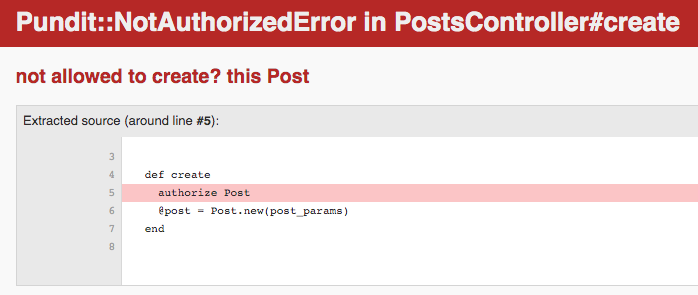 Pundit::NotAuthorizedError in PostsController#create
not allowed to create? this Post
Extracted source (around line #5):
3
4 def create
5 authorize Post
6 @post = Post.new(post_params)
7 end
8